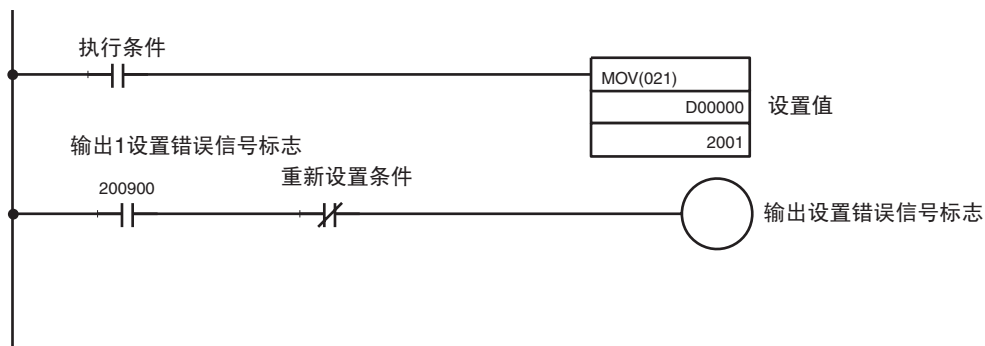 执行条件
MOV(021)
D00000 设置值
2001
输出1设置错误信号标志
200900
重新设置条件
输出设置错误信号标志